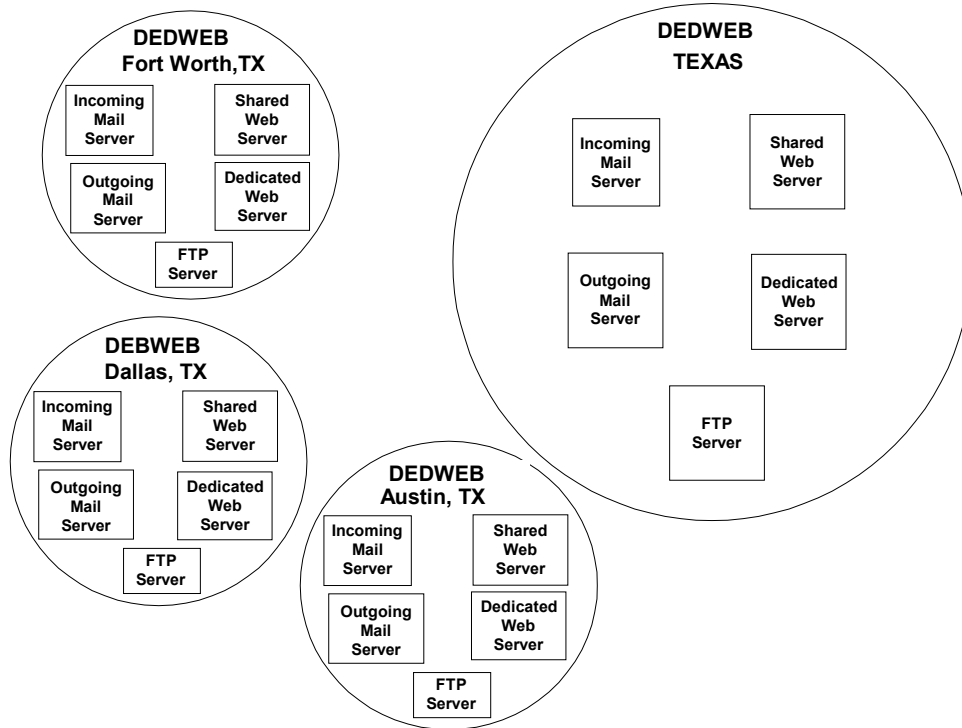 DEDWEB
Fort Worth,TX
Incoming
Mail
Server
Shared
Web
Server
Outgoing
Mail
Server
Dedicated
Web
Server
FTP
Server
DEDWEB
TEXAS
Incoming
Mail
Server
Shared
Web
Server
Outgoing
Mail
Server
Dedicated
Web
Server
FTP
Server
DEBWEB
Dallas, TX
Incoming
Mail
Server
Shared
Web
Server
Outgoing
Mail
Server
Dedicated
Web
Server
FTP
Server
DEDWEB
Austin, TX
Incoming
Mail
Server
Shared
Web
Server
Outgoing
Mail
Server
Dedicated
Web
Server
FTP
Server